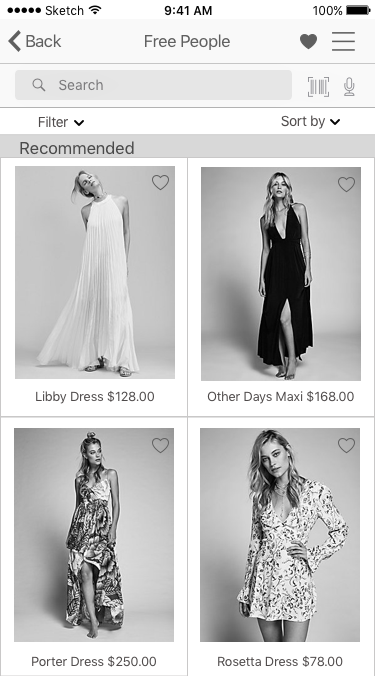 Sketch 9:41 AM 100%
Back Free People
Search
Filter Sort by
Recommended
Libby Dress $128.00 Other Days Maxi $168.00
Porter Dress $250.00 Rosetta Dress $78.00